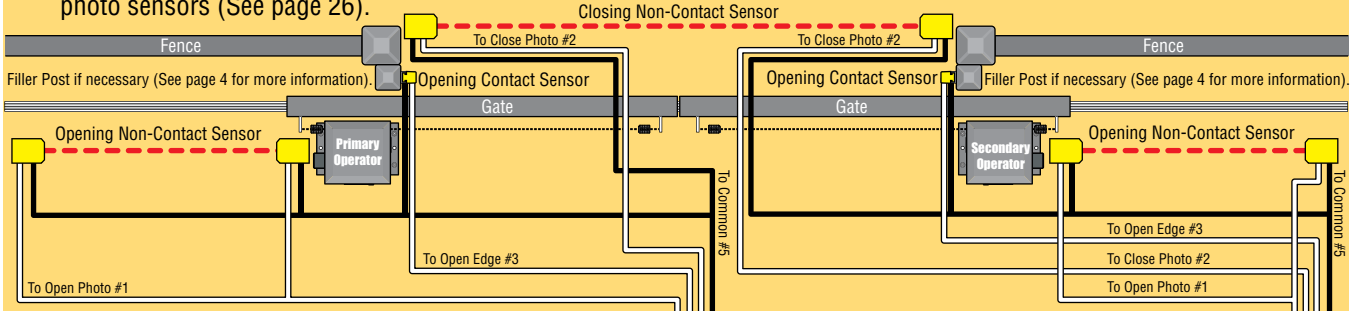 photo sensors (See page 26).
Closing Non-Contact Sensor
To Close Photo #2
To Close Photo #2
Fence
Fence
Filler Post if necessary (See page 4 for more information).
Opening Contact Sensor
Opening Contact Sensor
Filler Post if necessary (See page 4 for more information).
Gate
Gate
Opening Non-Contact Sensor
Primary
Operator
Secondary
Operator
Opening Non-Contact Sensor
To Common #5
To Common #5
To Open Edge #3
To Open Edge #3
To Close Photo #2
To Open Photo #1
To Open Photo #1